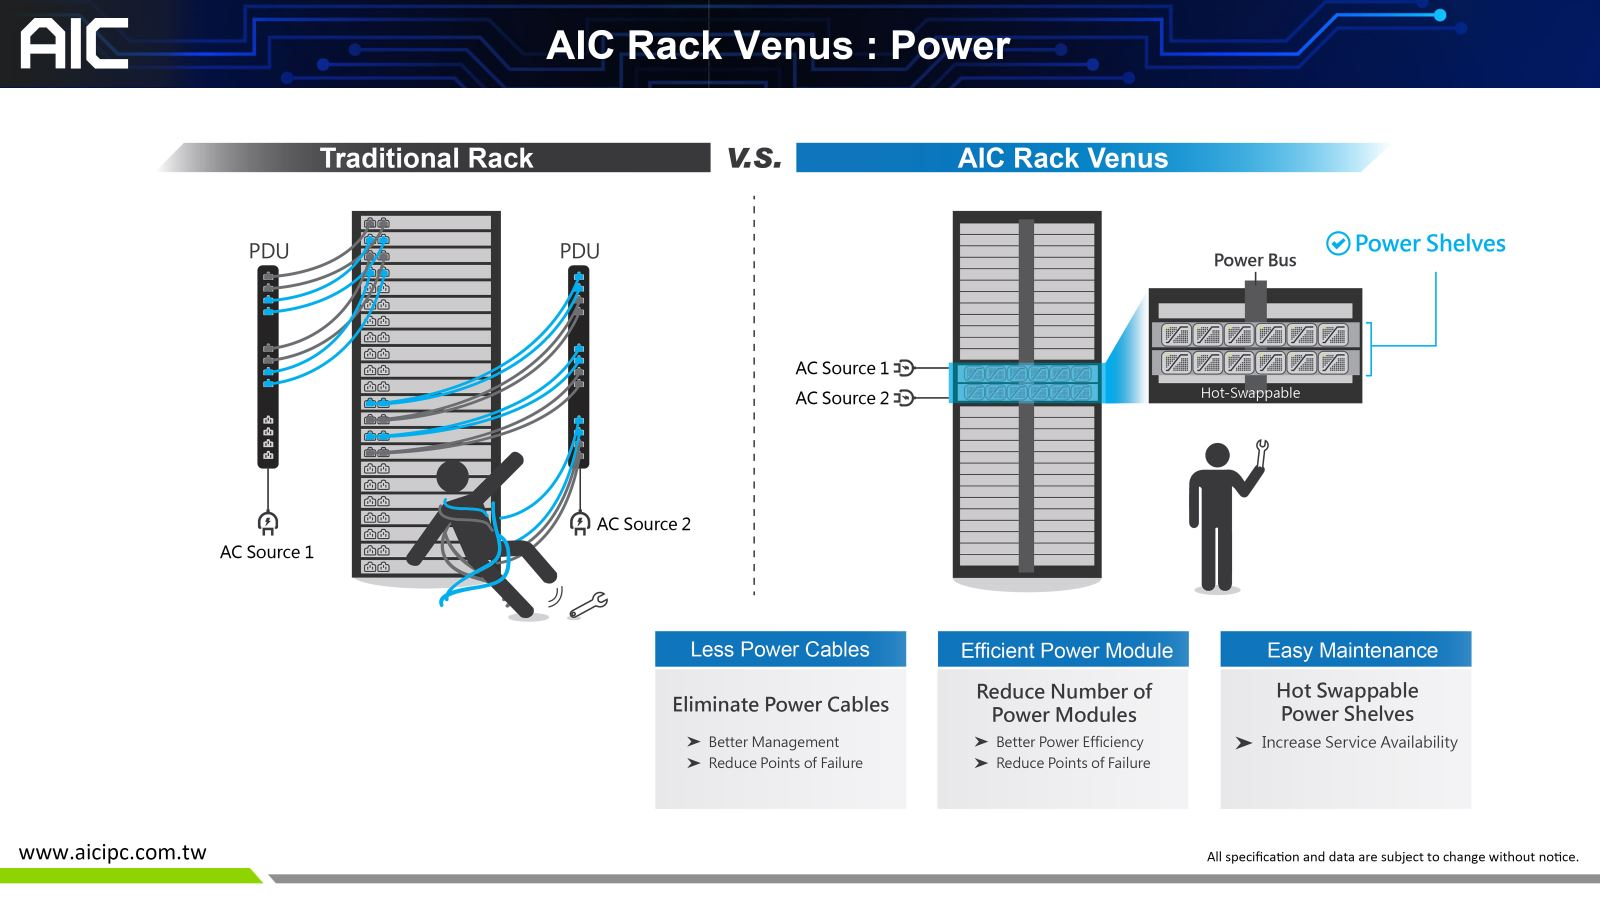 AIC
AIC Rack Venus : Power
Traditional Rack
V.S.
AIC Rack Venus
PDU
PDU
AC Source 1
AC Source 2
AC Source 1
AC Source 2
Power Bus
Power Shelves
Hot-Swappable
Less Power Cables
Eliminate Power Cables
➤ Better Management
➤ Reduce Points of Failure
Efficient Power Module
Reduce Number of
Power Modules
➤ Better Power Efficiency
➤ Reduce Points of Failure
Easy Maintenance
Hot Swappable
Power Shelves
➤ Increase Service Availability
www.aicipc.com.tw
All specification and data are subject to change without notice.